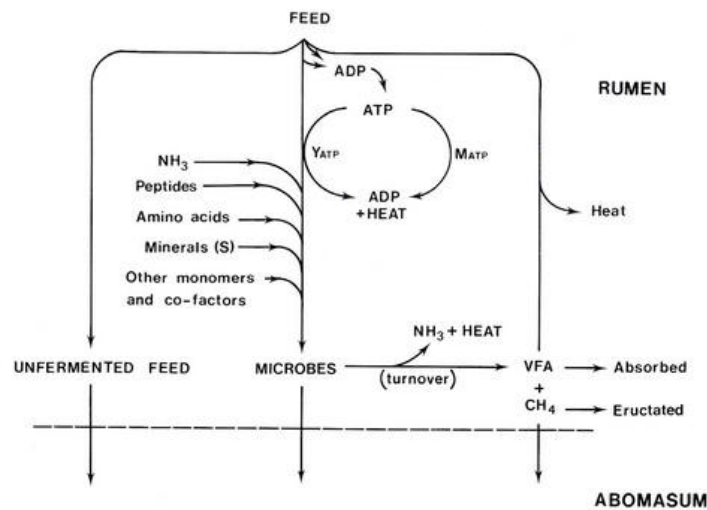 FEED
ADP
RUMEN
ATP
YATP
MATP
NH3
Peptides
ADP
+HEAT
Amino acids
Heat
Minerals (S)
Other monomers
and co-factors
NH3 + HEAT
UNFERMENTED FEED
MICROBES
(turnover)
VFA
Absorbed
+
CH4
Eructated
ABOMASUM